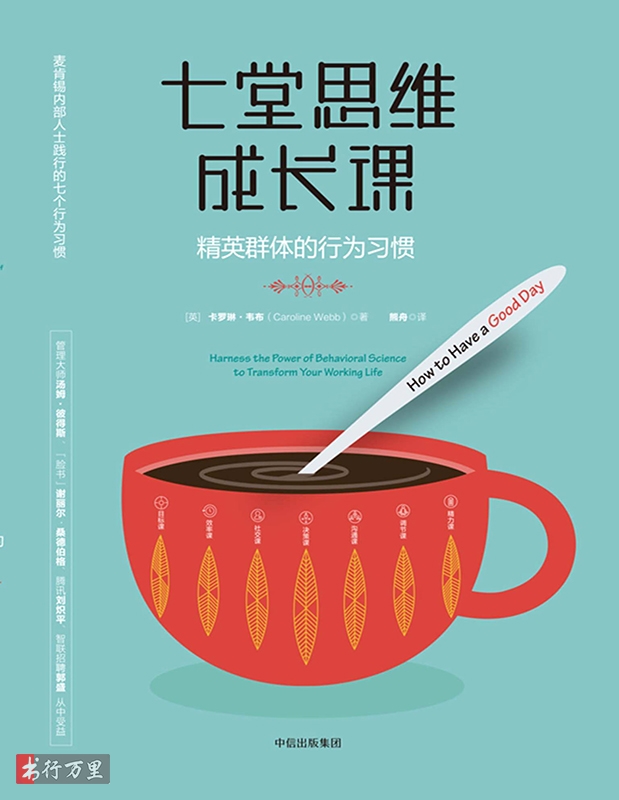 七堂思维
成长课
精英群体的行为习惯
[英] 卡罗琳·韦布（Caroline Webb）◎著 熊舟◎译
Harness the Power of Behavioral Science
to Transform Your Working Life
How to Have a Good Day
麦肯锡内部人士践行的七个行为习惯
管理大师汤姆·彼得斯、“脸书”谢丽尔·桑德伯格、腾讯刘炽平、智联招聘郭盛 从中受益
目标课
效率课
社交课
决策课
沟通课
调节课
精力课
中信出版集团
书行万里